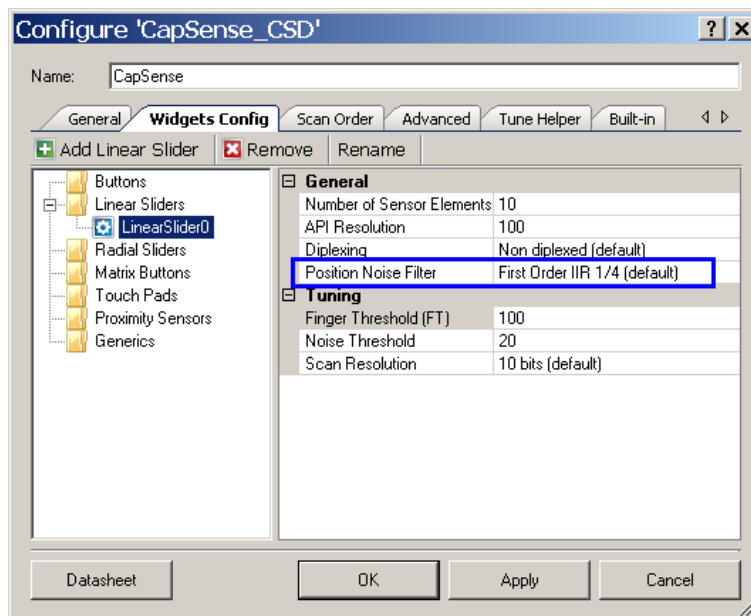 Configure 'CapSense_CSD'
Name: CapSense
General Widgets Config Scan Order Advanced Tune Helper Built-in
Add Linear Slider Remove Rename
Buttons
Linear Sliders
LinearSlider0
Radial Sliders
Matrix Buttons
Touch Pads
Proximity Sensors
Generics
General
Number of Sensor Elements 10
API Resolution 100
Diplexing Non diplexed (default)
Position Noise Filter First Order IIR 1/4 (default)
Tuning
Finger Threshold (FT) 100
Noise Threshold 20
Scan Resolution 10 bits (default)
Datasheet OK Apply Cancel